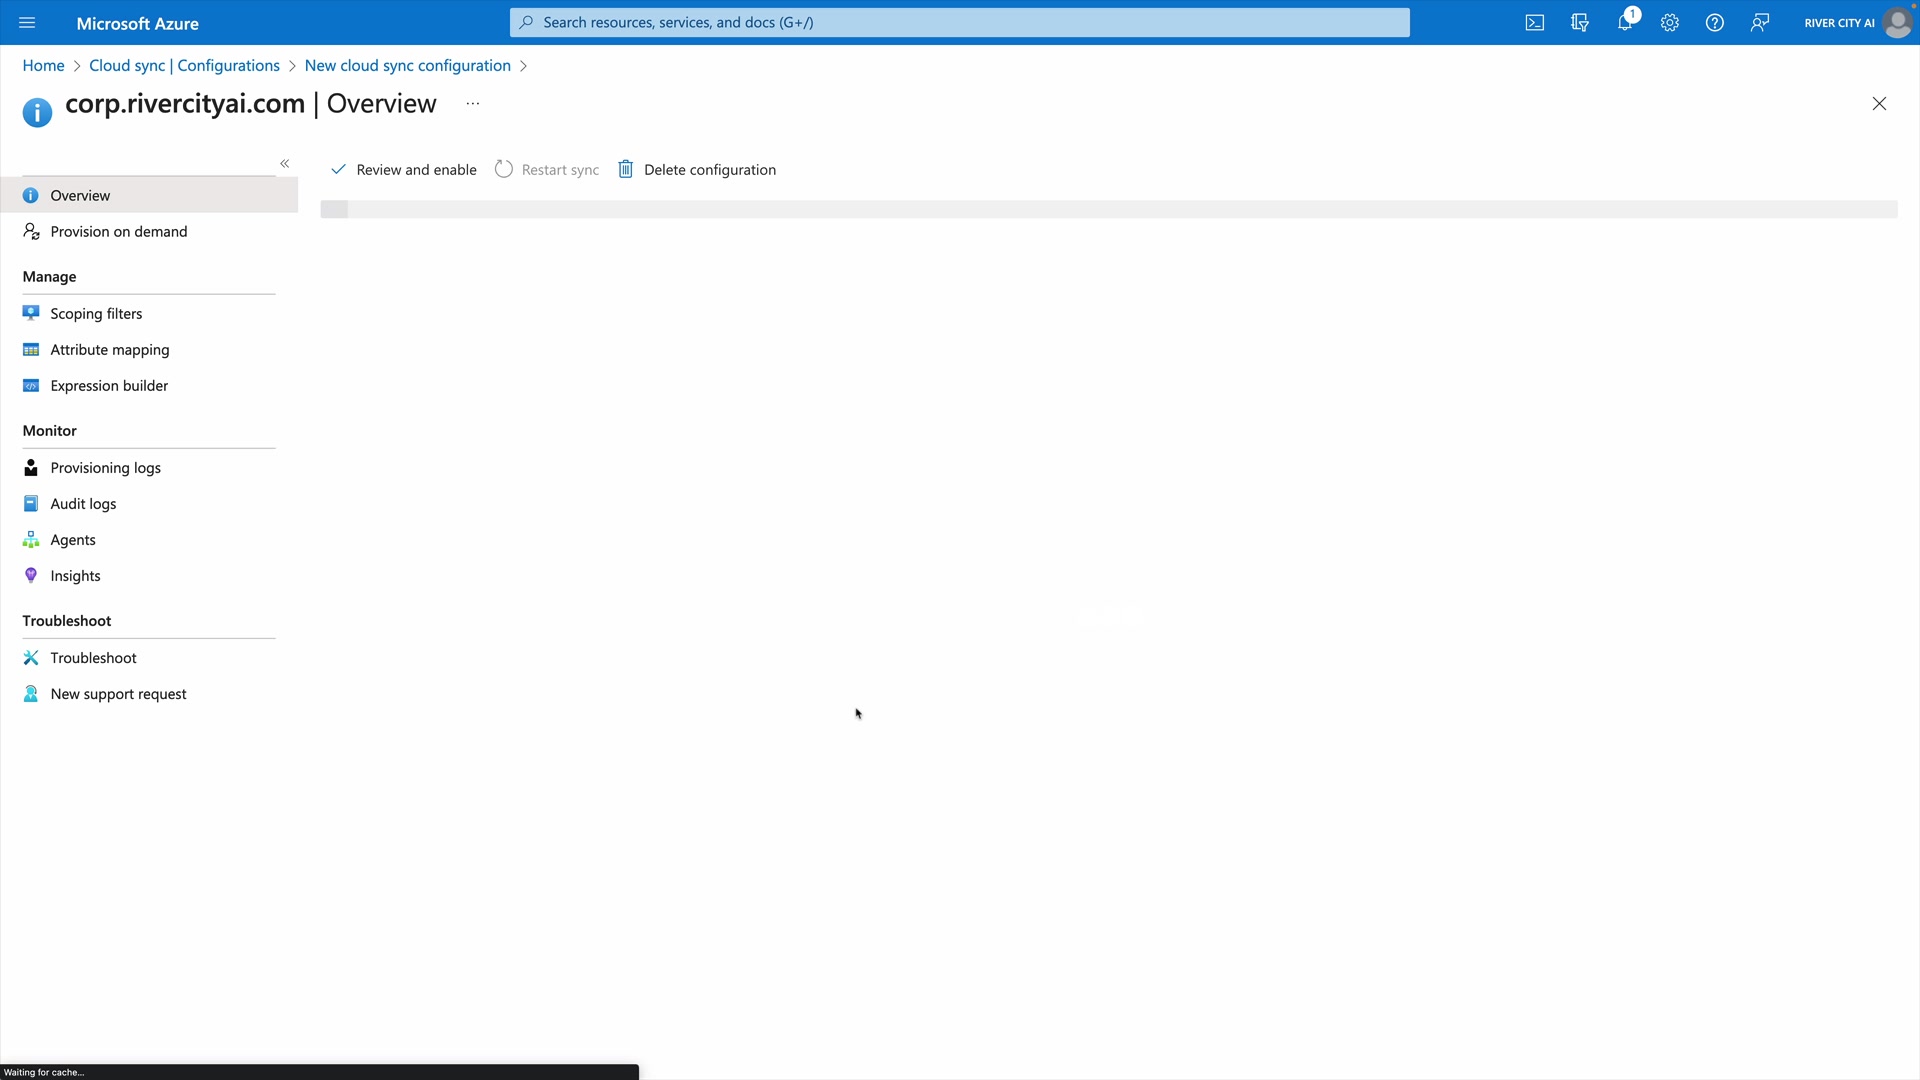 Microsoft Azure
Search resources, services, and docs (G+/)
1
RIVER CITY AI
Home > Cloud sync | Configurations > New cloud sync configuration >
corp.rivercityai.com | Overview ...
Review and enable
Restart sync
Delete configuration
Overview
Provision on demand
Manage
Scoping filters
Attribute mapping
Expression builder
Monitor
Provisioning logs
Audit logs
Agents
Insights
Troubleshoot
Troubleshoot
New support request
Waiting for cache...